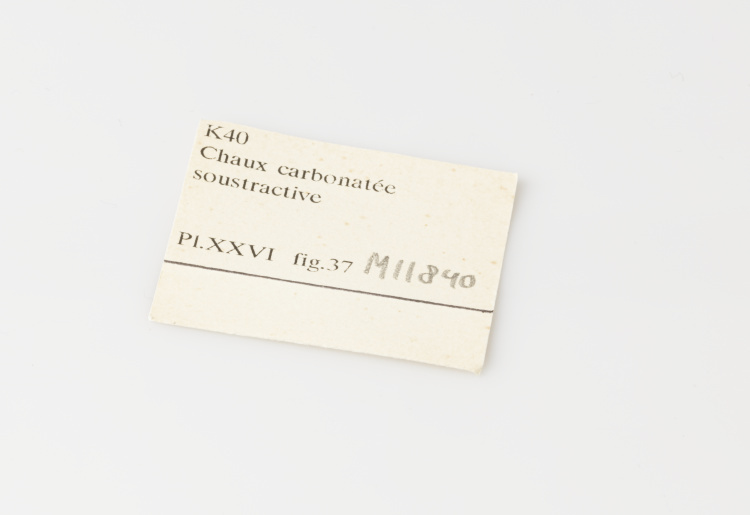 K40
Chaux carbonatée
soustractive
Pl.XXVI fig.37 M11840